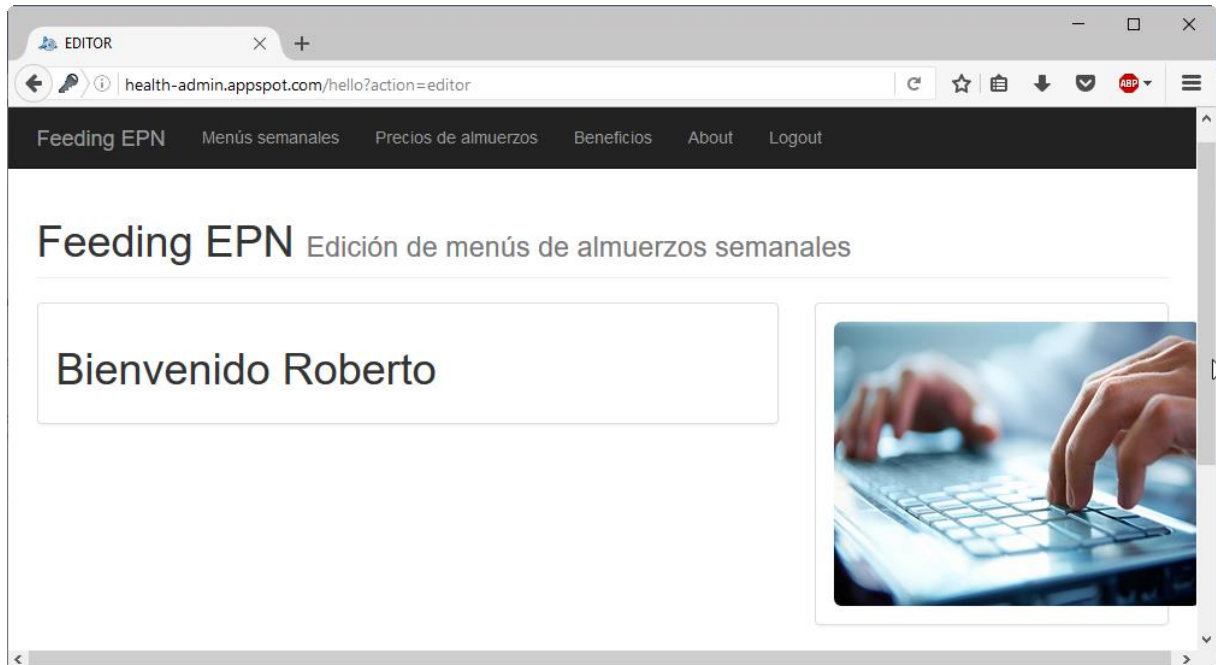 EDITOR
health-admin.appspot.com/hello?action=editor
ABP
Feeding EPN Menús semanales Precios de almuerzos Beneficios About Logout
Feeding EPN Edición de menús de almuerzos semanales
Bienvenido Roberto